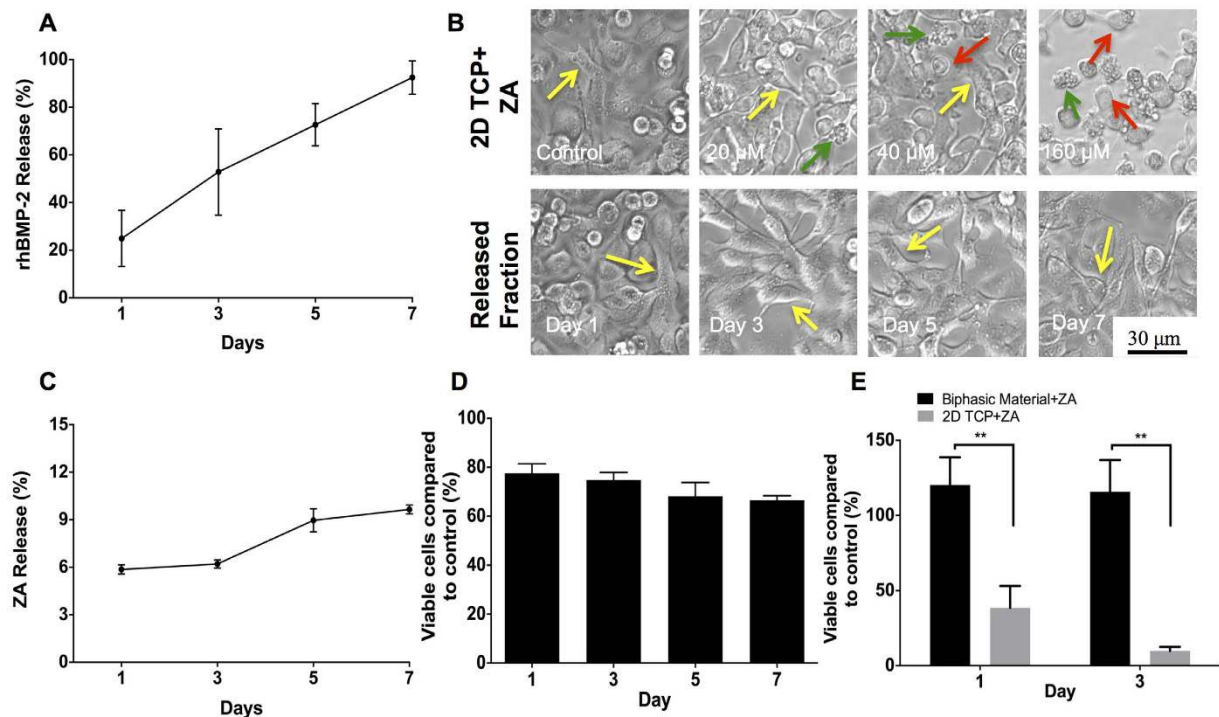 A
rhBMP-2 Release (%)
100
80
60
40
20
0
1 3 5 7
Days
B
2D TCP+
ZA
Control
20 µM
40 µM
160 µM
Released
Fraction
Day 1
Day 3
Day 5
Day 7
30 µm
C
ZA Release (%)
15
12
9
6
3
0
1 3 5 7
Days
D
Viable cells compared
to control (%)
100
80
60
40
20
0
1 3 5 7
Day
E
Biphasic Material+ZA
2D TCP+ZA
Viable cells compared
to control (%)
150
100
50
0
**
**
1 3
Day